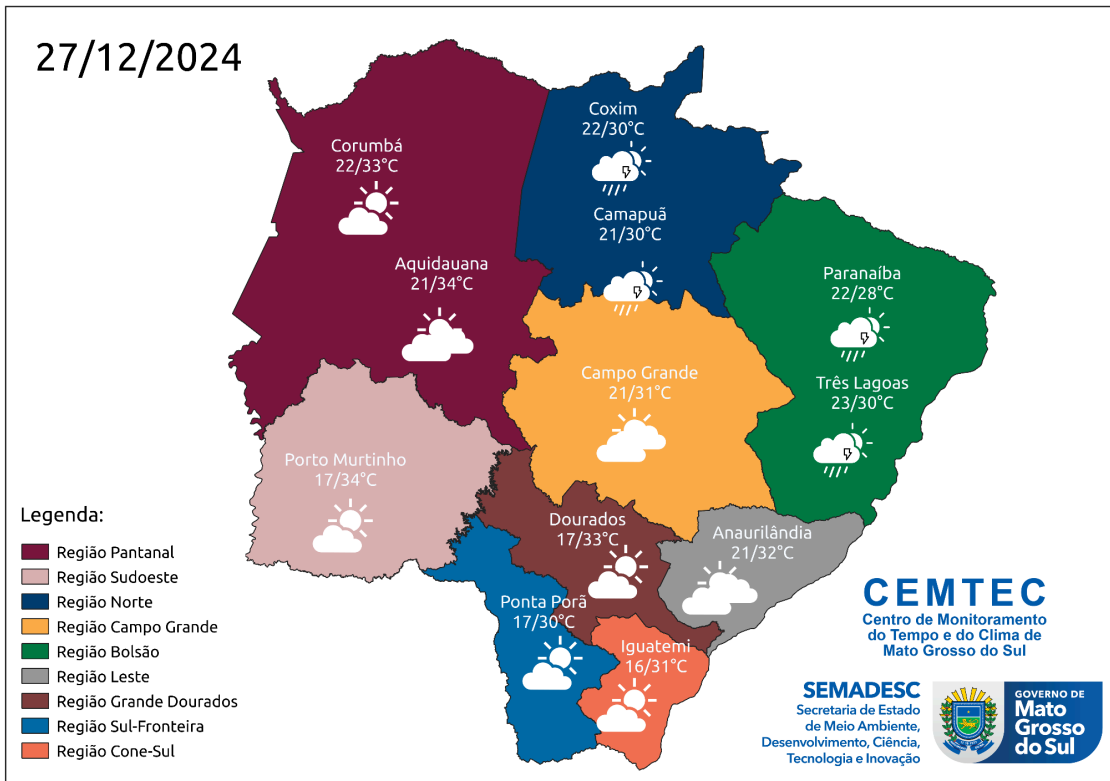 27/12/2024
Corumbá
22/33°C
Coxim
22/30°C
Camapuã
21/30°C
Aquidauana
21/34°C
Paranaíba
22/28°C
Campo Grande
21/31°C
Três Lagoas
23/30°C
Porto Murtinho
17/34°C
Dourados
17/33°C
Anaurilândia
21/32°C
Ponta Porã
17/30°C
Iguatemi
16/31°C
Legenda:
Região Pantanal
Região Sudoeste
Região Norte
Região Campo Grande
Região Bolsão
Região Leste
Região Grande Dourados
Região Sul-Fronteira
Região Cone-Sul
CEMTEC
Centro de Monitoramento
do Tempo e do Clima de
Mato Grosso do Sul
SEMADESC
Secretaria de Estado
de Meio Ambiente,
Desenvolvimento, Ciência,
Tecnologia e Inovação
GOVERNO DE
Mato
Grosso
do Sul